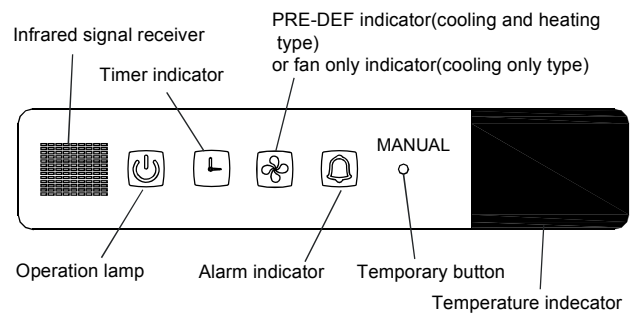 PRE-DEF indicator(cooling and heating
type)
or fan only indicator(cooling only type)
Infrared signal receiver
Timer indicator
MANUAL
Operation lamp
Alarm indicator
Temporary button
Temperature indecator